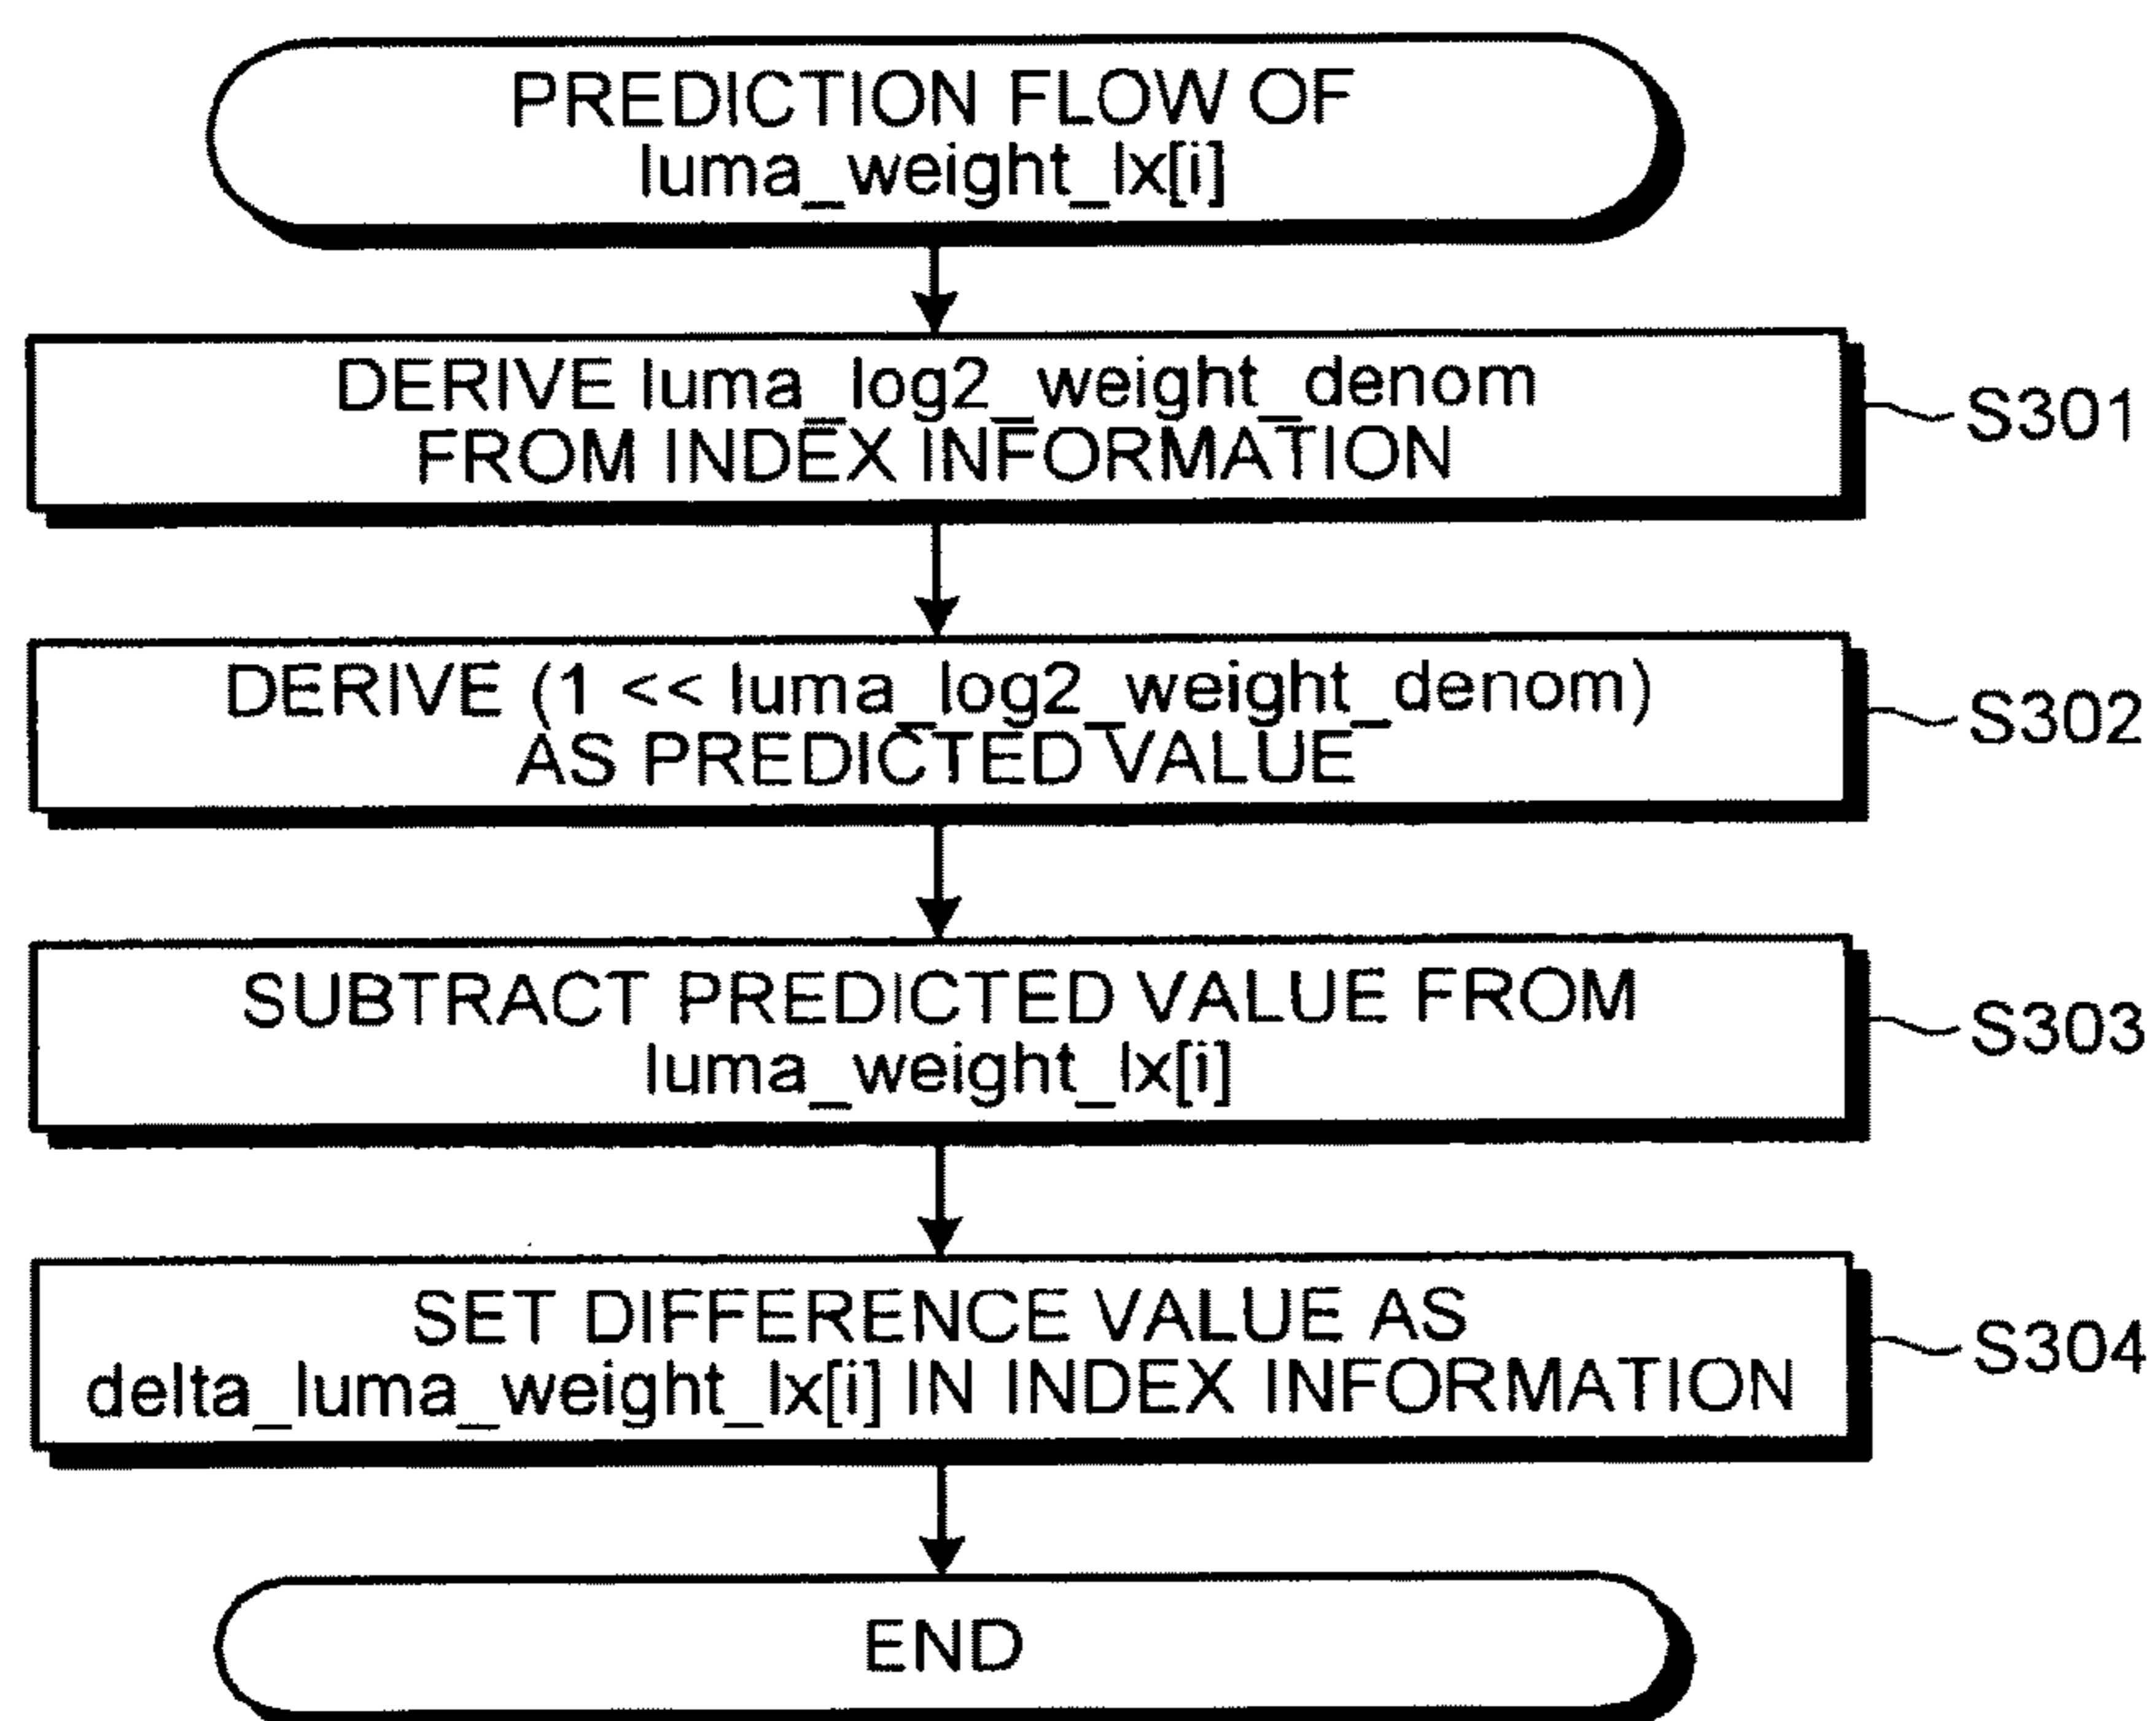 PREDICTION FLOW OF
luma_weight_lx[i]
DERIVE luma_log2_weight_denom
FROM INDEX INFORMATION
S301
DERIVE (1 << luma_log2_weight_denom)
AS PREDICTED VALUE
S302
SUBTRACT PREDICTED VALUE FROM
luma_weight_lx[i]
S303
SET DIFFERENCE VALUE AS
delta_luma_weight_lx[i] IN INDEX INFORMATION
S304
END